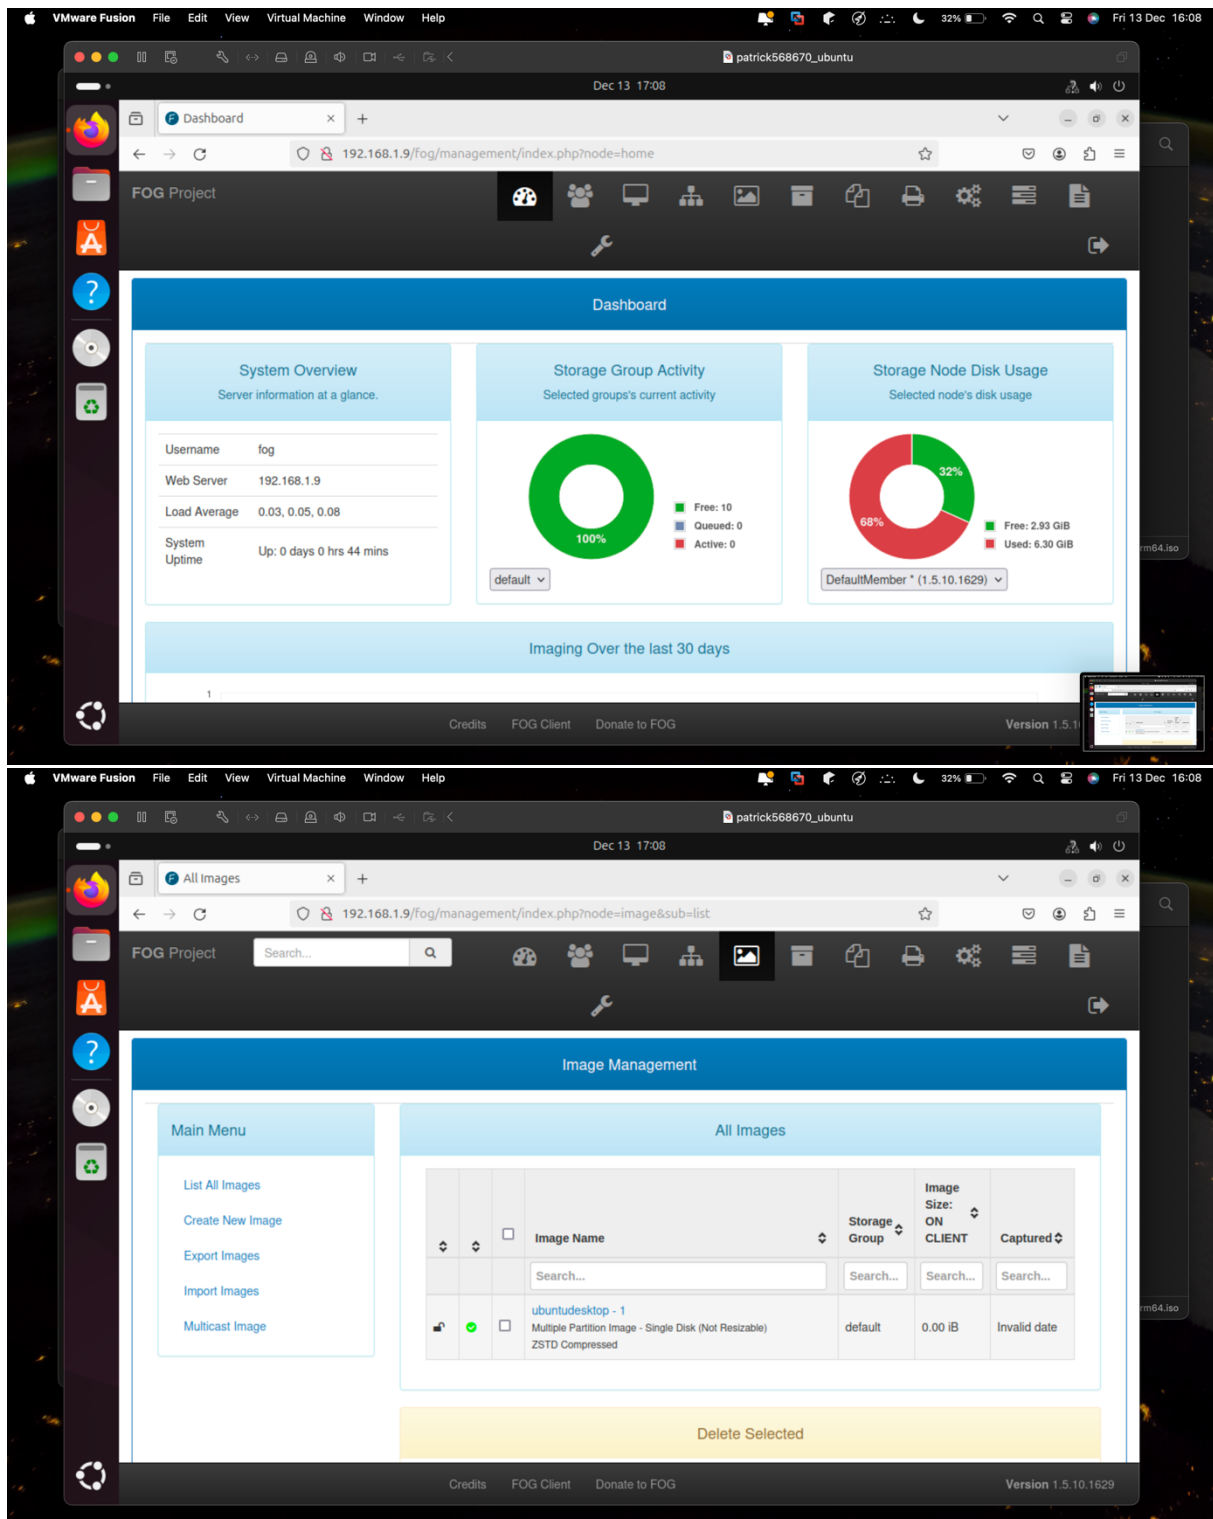 VMware Fusion File Edit View Virtual Machine Window Help 32% Fri 13 Dec 16:08
patrick568670_ubuntu
Dec 13 17:08
Dashboard
192.168.1.9/fog/management/index.php?node=home
FOG Project
Dashboard
System Overview
Server information at a glance.
Username fog
Web Server 192.168.1.9
Load Average 0.03, 0.05, 0.08
System
Uptime
Up: 0 days 0 hrs 44 mins
Storage Group Activity
Selected groups's current activity
100%
Free: 10
Queued: 0
Active: 0
default
Storage Node Disk Usage
Selected node's disk usage
32%
68%
Free: 2.93 GiB
Used: 6.30 GiB
DefaultMember * (1.5.10.1629)
rm64.iso
Imaging Over the last 30 days
1
Credits FOG Client Donate to FOG
Version 1.5.1
VMware Fusion File Edit View Virtual Machine Window Help 32% Fri 13 Dec 16:08
patrick568670_ubuntu
Dec 13 17:08
All Images
192.168.1.9/fog/management/index.php?node=image&sub=list
FOG Project Search...
Image Management
Main Menu
List All Images
Create New Image
Export Images
Import Images
Multicast Image
All Images
Image Name
Storage
Group
Image
Size:
ON
CLIENT
Captured
Search... Search... Search... Search...
ubuntudesktop - 1
Multiple Partition Image - Single Disk (Not Resizable)
ZSTD Compressed
default 0.00 iB Invalid date
rm64.iso
Delete Selected
Credits FOG Client Donate to FOG
Version 1.5.10.1629